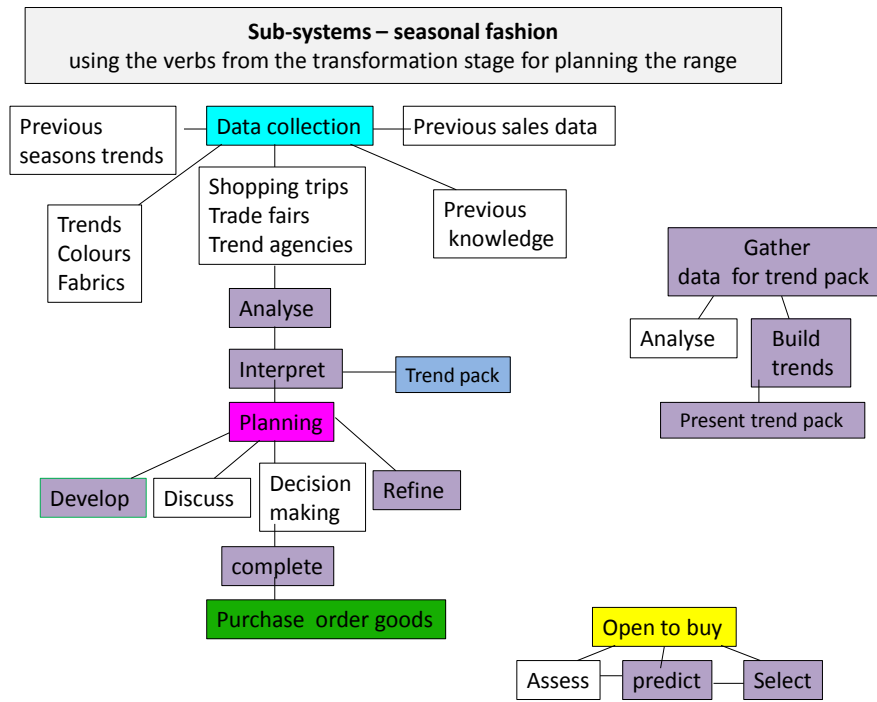 Sub-systems – seasonal fashion
using the verbs from the transformation stage for planning the range
Previous
seasons trends
Data collection
Previous sales data
Trends
Colours
Fabrics
Shopping trips
Trade fairs
Trend agencies
Previous
knowledge
Analyse
Interpret
Trend pack
Planning
Develop
Discuss
Decision
making
Refine
complete
Purchase order goods
Gather
data for trend pack
Analyse
Build
trends
Present trend pack
Open to buy
Assess
predict
Select